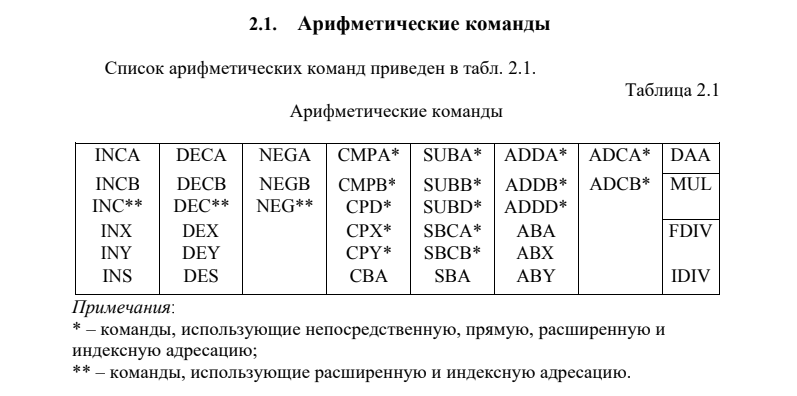 2.1. Арифметические команды
Список арифметических команд приведен в табл. 2.1.
Таблица 2.1
Арифметические команды
INCA DECA NEGA CMPA* SUBA* ADDA* ADCA* DAA
INCB DECB NEGB CMPB* SUBB* ADDB* ADCB* MUL
INC** DEC** NEG** CPD* SUBD* ADDD*
INX DEX CPX* SBCA* ABA FDIV
INY DEY CPY* SBCB* ABX
INS DES CBA SBA ABY IDIV
Примечания:
* – команды, использующие непосредственную, прямую, расширенную и
индексную адресацию;
** – команды, использующие расширенную и индексную адресацию.